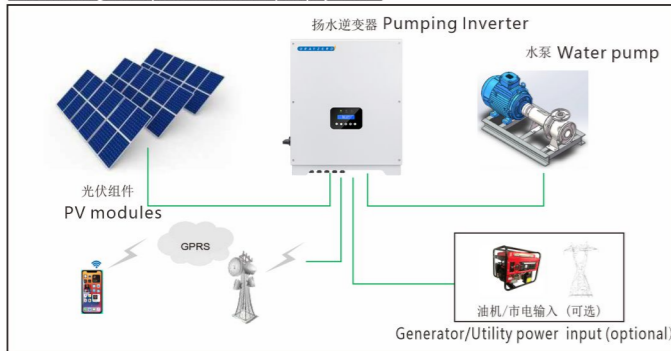 扬水逆变器 Pumping Inverter
水泵 Water pump
光伏组件
PV modules
GPRS
油机/市电输入 (可选)
Generator/Utility power input (optional)